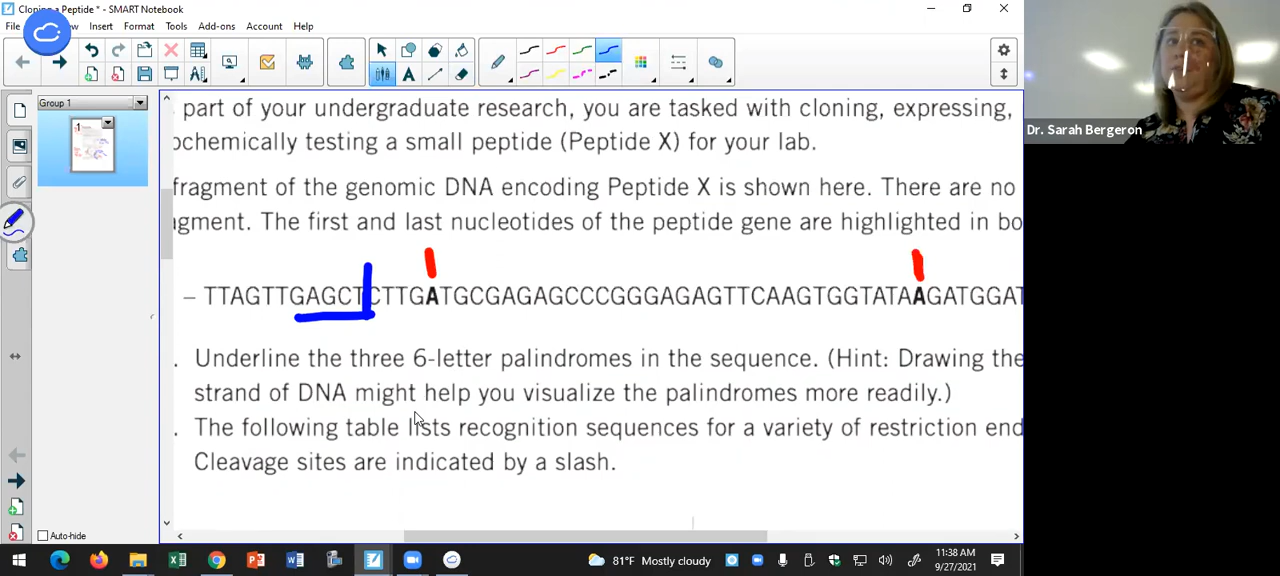 Cloning a Peptide * - SMART Notebook
File Insert Format Tools Add-ons Account Help
Group 1
Dr. Sarah Bergeron
part of your undergraduate research, you are tasked with cloning, expressing,
ochemically testing a small peptide (Peptide X) for your lab.
fragment of the genomic DNA encoding Peptide X is shown here. There are no
agment. The first and last nucleotides of the peptide gene are highlighted in bo
– TTAGTTGAGCTCTTGATGCGAGAGCCCGGGAGAGTTCAAGTGGTATAAGATGGAT
. Underline the three 6-letter palindromes in the sequence. (Hint: Drawing the
strand of DNA might help you visualize the palindromes more readily.)
. The following table lists recognition sequences for a variety of restriction end
Cleavage sites are indicated by a slash.
Auto-hide
81°F Mostly cloudy
11:38 AM
9/27/2021